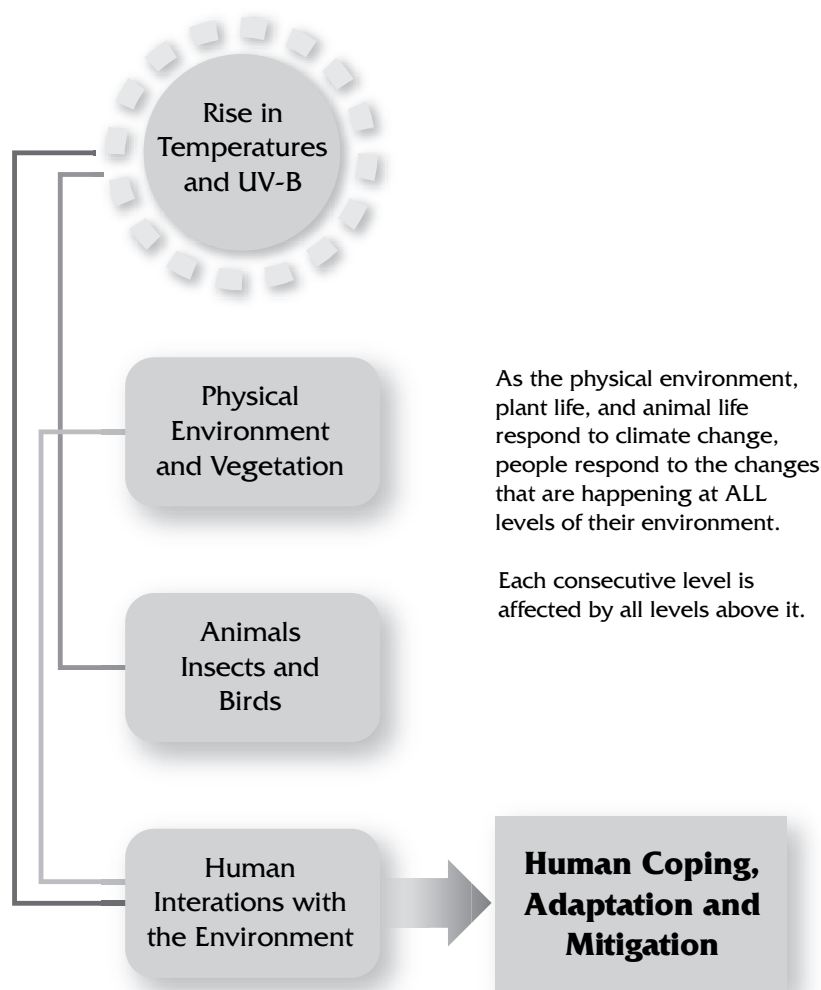 Rise in
Temperatures
and UV-B
Physical
Environment
and Vegetation
As the physical environment,
plant life, and animal life
respond to climate change,
people respond to the changes
that are happening at ALL
levels of their environment.
Each consecutive level is
affected by all levels above it.
Animals
Insects and
Birds
Human
Interations with
the Environment
Human Coping,
Adaptation and
Mitigation